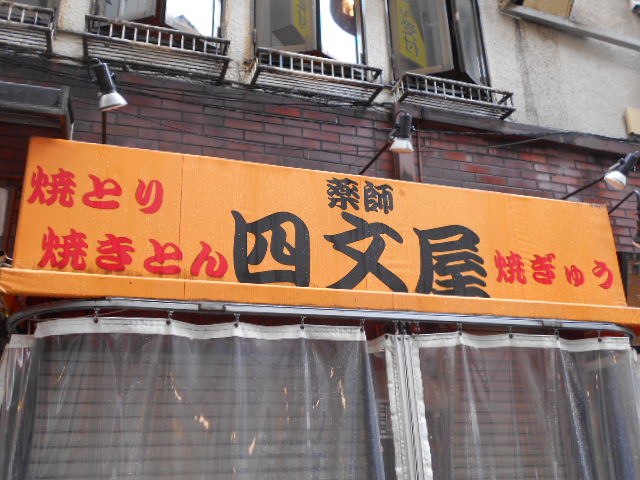 焼とり
焼きとん
薬師
四文屋
焼ぎゅう